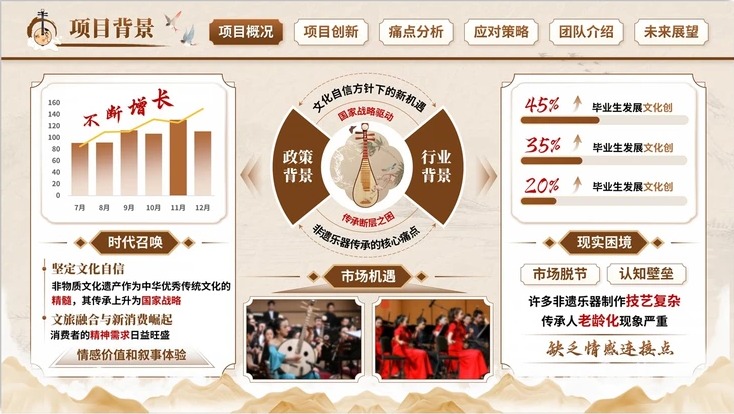 项目背景
项目概况
项目创新
痛点分析
应对策略
团队介绍
未来展望
不断增长
160
140
120
100
80
60
40
20
0
7月 8月 9月 10月 11月 12月
时代召唤
坚定文化自信
非物质文化遗产作为中华优秀传统文化的
精髓，其传承上升为国家战略
文旅融合与新消费崛起
消费者的精神需求日益旺盛
情感价值和叙事体验
文化自信方针下的新机遇
国家战略驱动
政策
背景
行业
背景
传承断层之困
非遗乐器传承的核心痛点
市场机遇
45% 毕业生发展文化创
35% 毕业生发展文化创
20% 毕业生发展文化创
现实困境
市场脱节
认知壁垒
许多非遗乐器制作技艺复杂
传承人老龄化现象严重
缺乏情感连接点